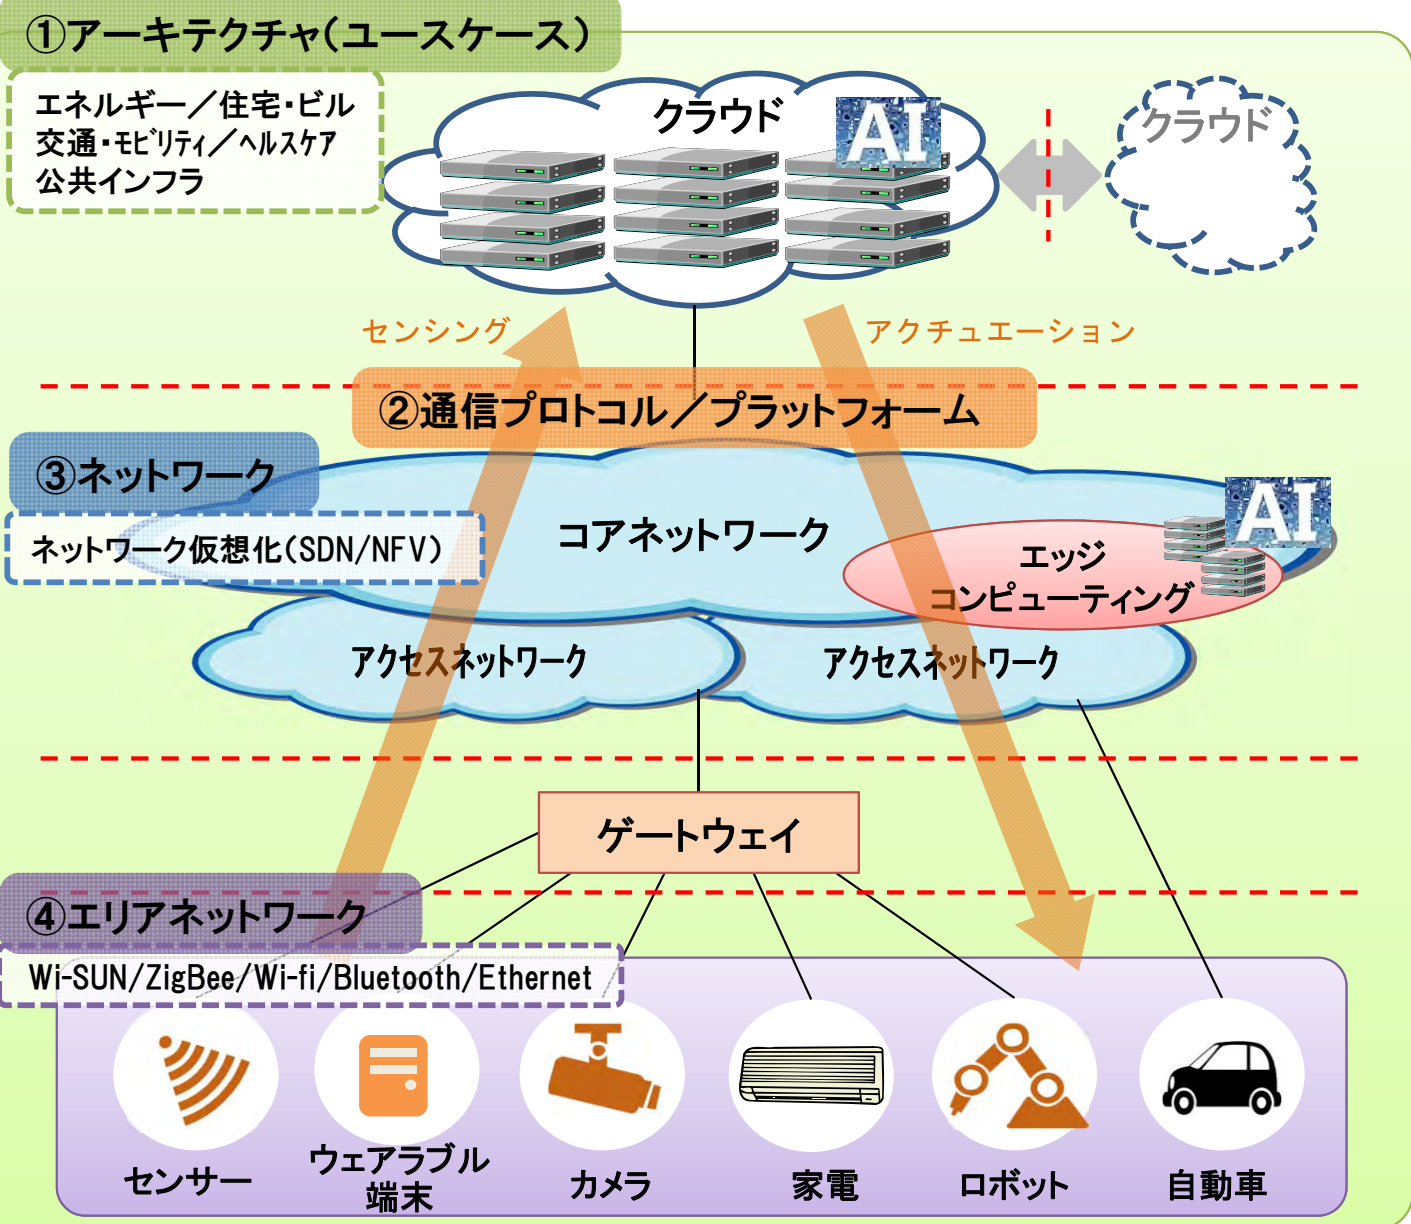 ①アーキテクチャ(ユースケース)
エネルギー／住宅・ビル
交通・モビリティ／ヘルスケア
公共インフラ
クラウド
AI
クラウド
センシング
アクチュエーション
②通信プロトコル／プラットフォーム
③ネットワーク
ネットワーク仮想化(SDN/NFV)
コアネットワーク
AI
エッジ
コンピューティング
アクセスネットワーク
アクセスネットワーク
ゲートウェイ
④エリアネットワーク
Wi-SUN/ZigBee/Wi-fi/Bluetooth/Ethernet
センサー
ウェアラブル
端末
カメラ
家電
ロボット
自動車